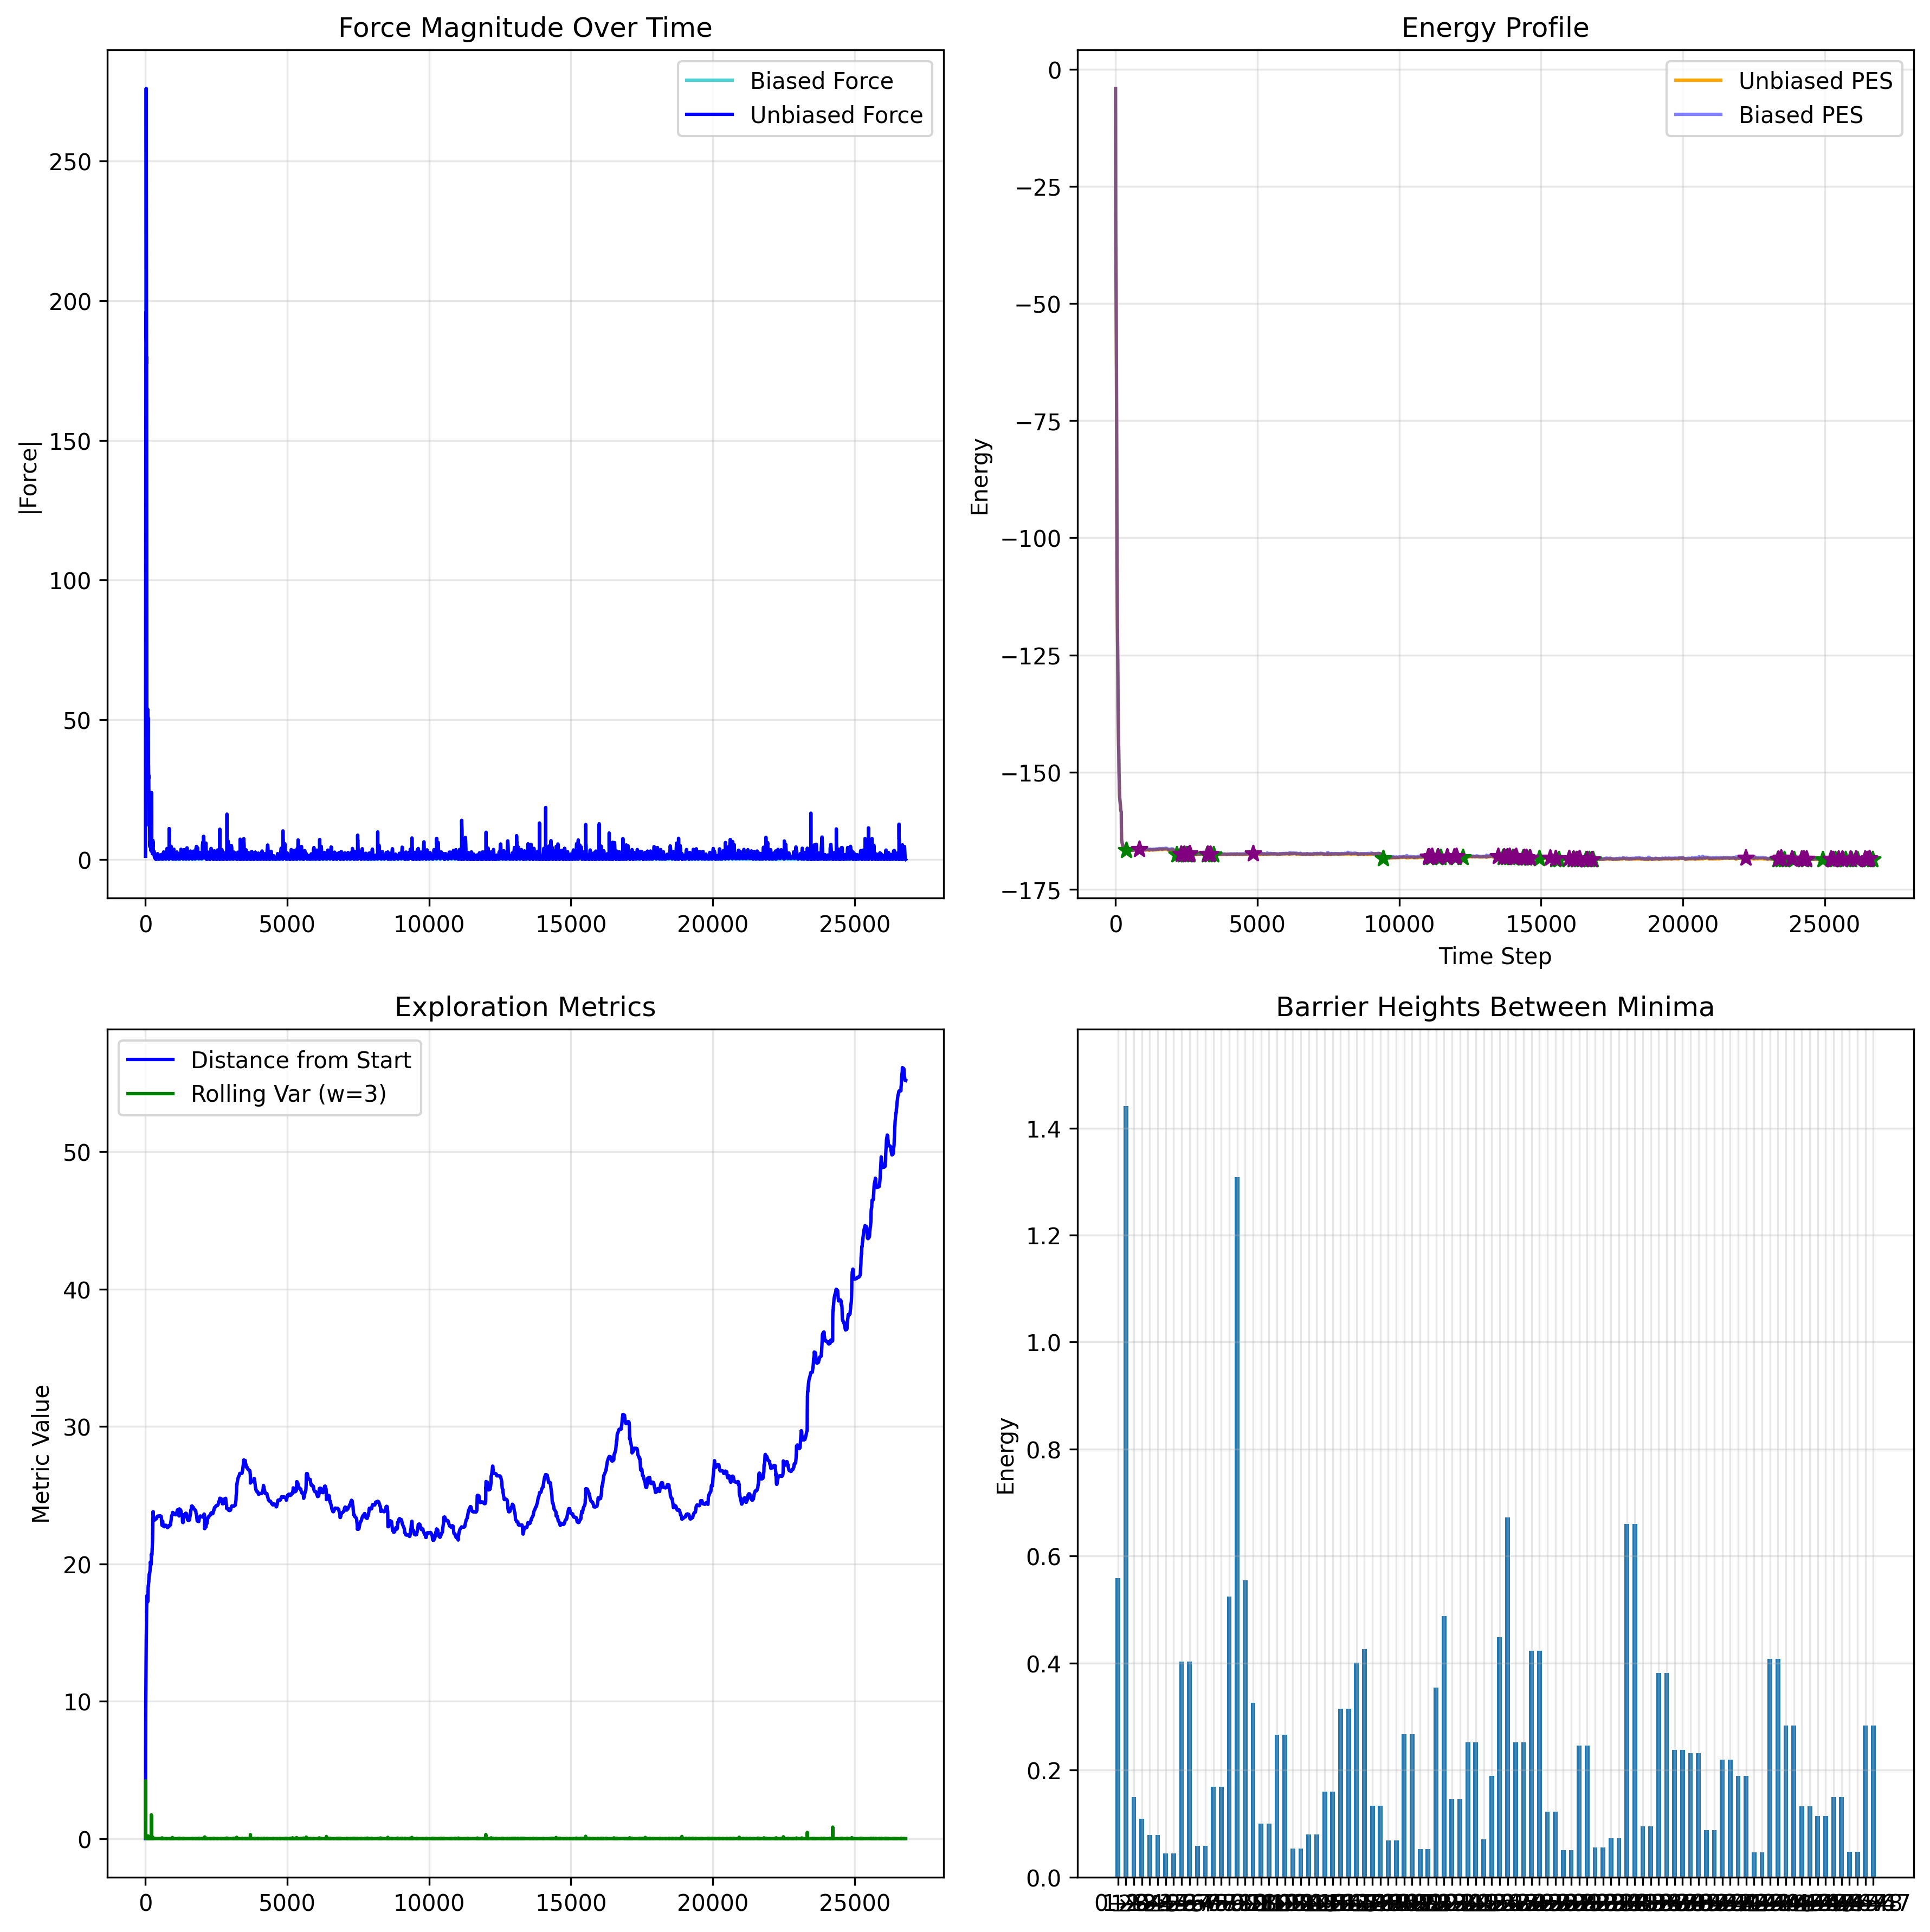 Force Magnitude Over Time
Biased Force
Unbiased Force
|Force|
250
200
150
100
50
0
0 5000 10000 15000 20000 25000
Energy Profile
Unbiased PES
Biased PES
Energy
0
−25
−50
−75
−100
−125
−150
−175
0 5000 10000 15000 20000 25000
Time Step
Exploration Metrics
Distance from Start
Rolling Var (w=3)
Metric Value
50
40
30
20
10
0
0 5000 10000 15000 20000 25000
Barrier Heights Between Minima
Energy
1.4
1.2
1.0
0.8
0.6
0.4
0.2
0.0